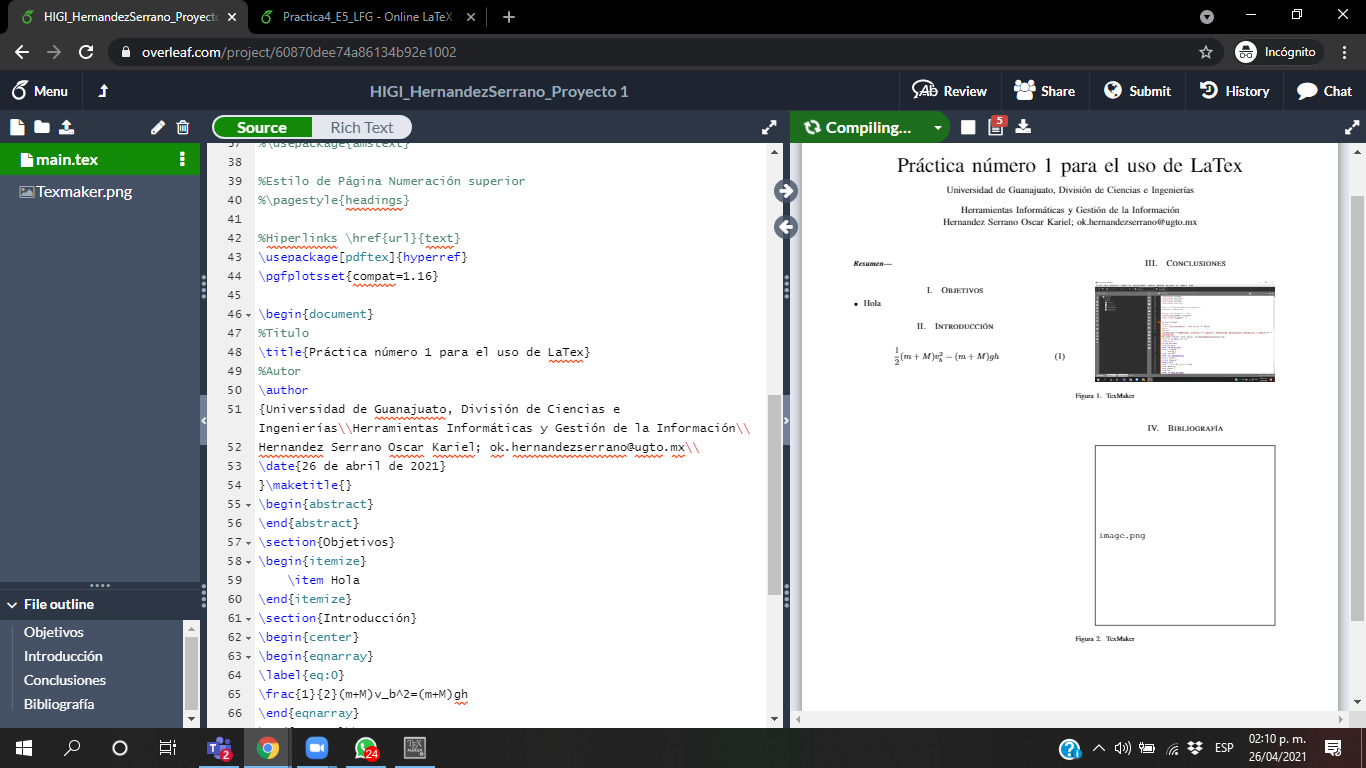 HIGI_HernandezSerrano_Proyecto
Practica4_E5_LFG - Online LaTeX
overleaf.com/project/60870dee74a86134b92e1002
Incógnito
Menu
HIGI_HernandezSerrano_Proyecto 1
Review
Share
Submit
History
Chat
Source
Rich Text
Compiling...
5
main.tex
Texmaker.png
37 %\usepackage{amstext}
38
39 %Estilo de Página Numeración superior
40 %\pagestyle{headings}
41
42 %Hiperlinks \href{url}{text}
43 \usepackage[pdftex]{hyperref}
44 \pgfplotsset{compat=1.16}
45
46 \begin{document}
47 %Titulo
48 \title{Práctica número 1 para el uso de LaTex}
49 %Autor
50 \author
51 {Universidad de Guanajuato, División de Ciencias e
Ingenierías\\Herramientas Informáticas y Gestión de la Información\\
52 Hernandez Serrano Oscar Kariel; ok.hernandezserrano@ugto.mx\\
53 \date{26 de abril de 2021}
54 }\maketitle{}
55 \begin{abstract}
56 \end{abstract}
57 \section{Objetivos}
58 \begin{itemize}
59 \item Hola
60 \end{itemize}
61 \section{Introducción}
62 \begin{center}
63 \begin{eqnarray}
64 \label{eq:0}
65 \frac{1}{2}(m+M)v_b^2=(m+M)gh
66 \end{eqnarray}
File outline
Objetivos
Introducción
Conclusiones
Bibliografía
Práctica número 1 para el uso de LaTex
Universidad de Guanajuato, División de Ciencias e Ingenierías
Herramientas Informáticas y Gestión de la Información
Hernandez Serrano Oscar Kariel; ok.hernandezserrano@ugto.mx
Resumen—
I. Objetivos
• Hola
II. Introducción
1/2(m + M)v_b^2 = (m + M)gh (1)
III. Conclusiones
Figura 1. TexMaker
IV. Bibliografía
image.png
Figura 2. TexMaker
2
24
TEX
MAKER
ESP
02:10 p. m.
26/04/2021